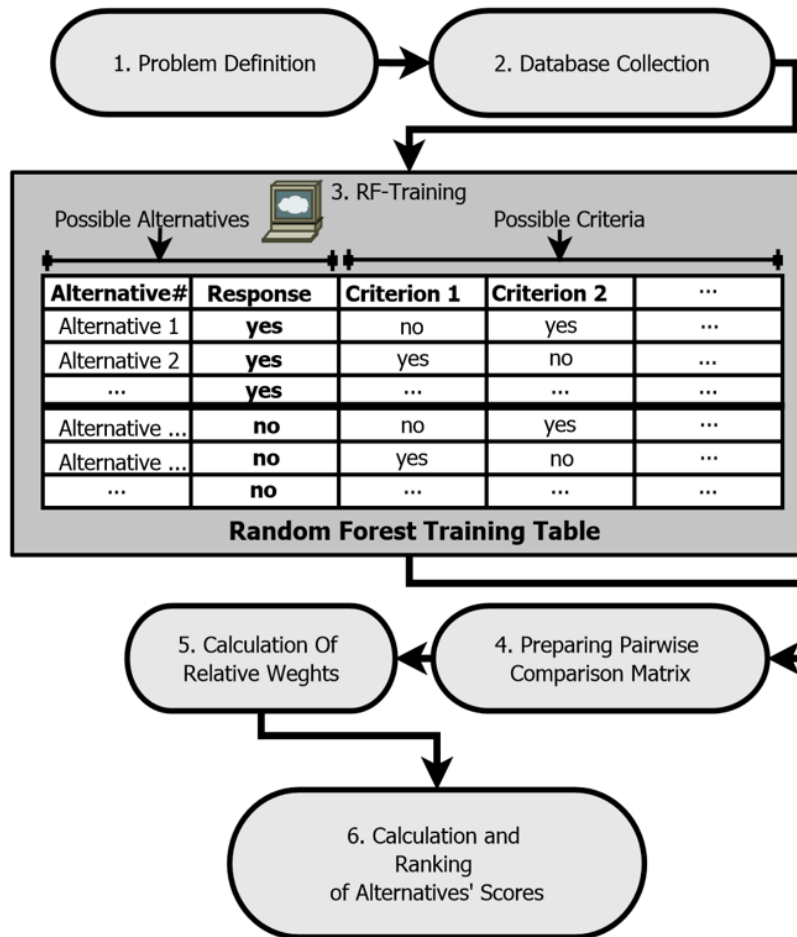 1. Problem Definition
2. Database Collection
3. RF-Training
Possible Alternatives
Possible Criteria
Alternative# Response Criterion 1 Criterion 2 ...
Alternative 1 yes no yes ...
Alternative 2 yes yes no ...
... yes ... ... ...
Alternative ... no no yes ...
Alternative ... no yes no ...
... no ... ... ...
Random Forest Training Table
5. Calculation Of
Relative Weghts
4. Preparing Pairwise
Comparison Matrix
6. Calculation and
Ranking
of Alternatives' Scores